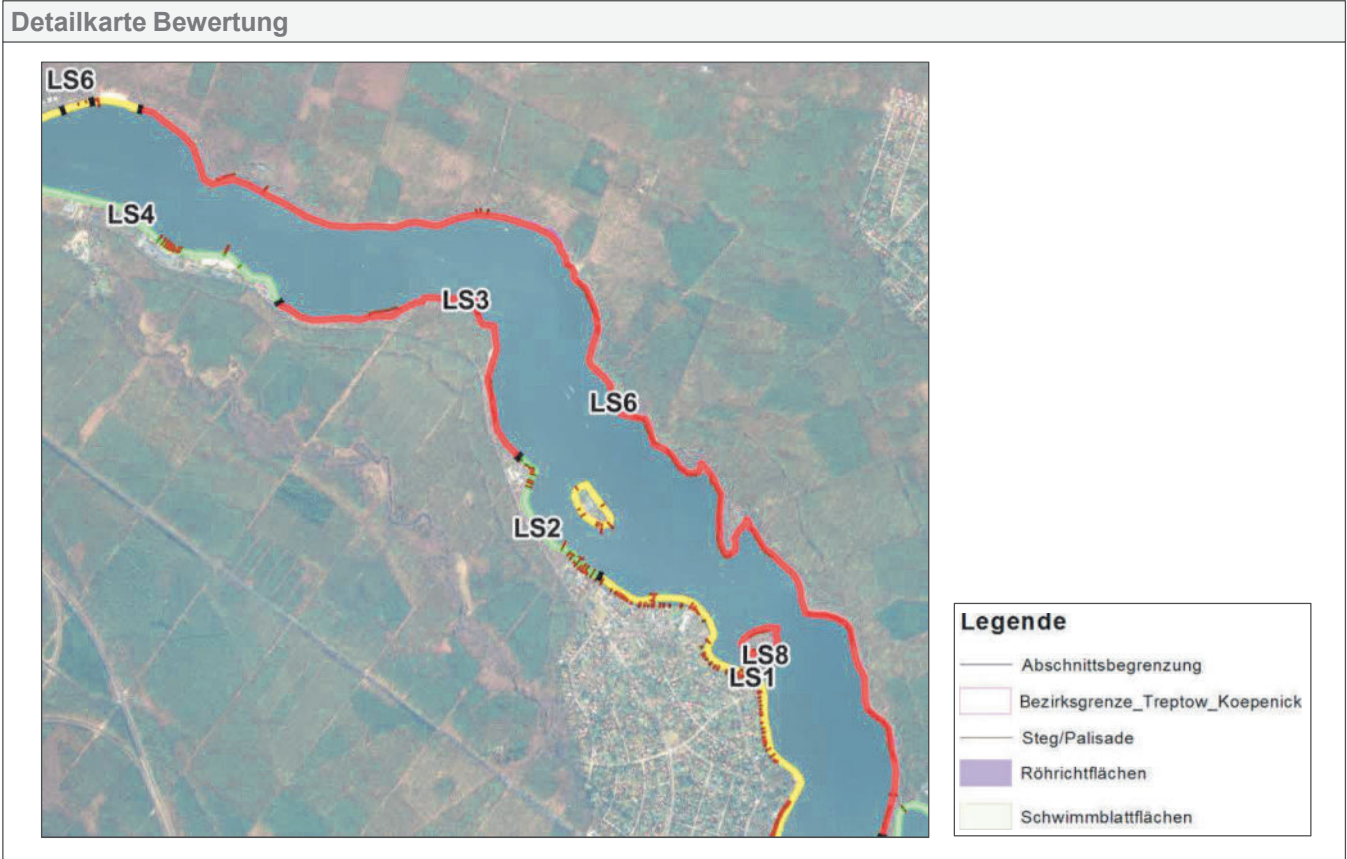 Detailkarte Bewertung
LS6
LS4
LS3
LS6
LS2
LS8
LS1
Legende
Abschnittsbegrenzung
Bezirksgrenze_Treptow_Koepenick
Steg/Palisade
Röhrichtflächen
Schwimmblattflächen